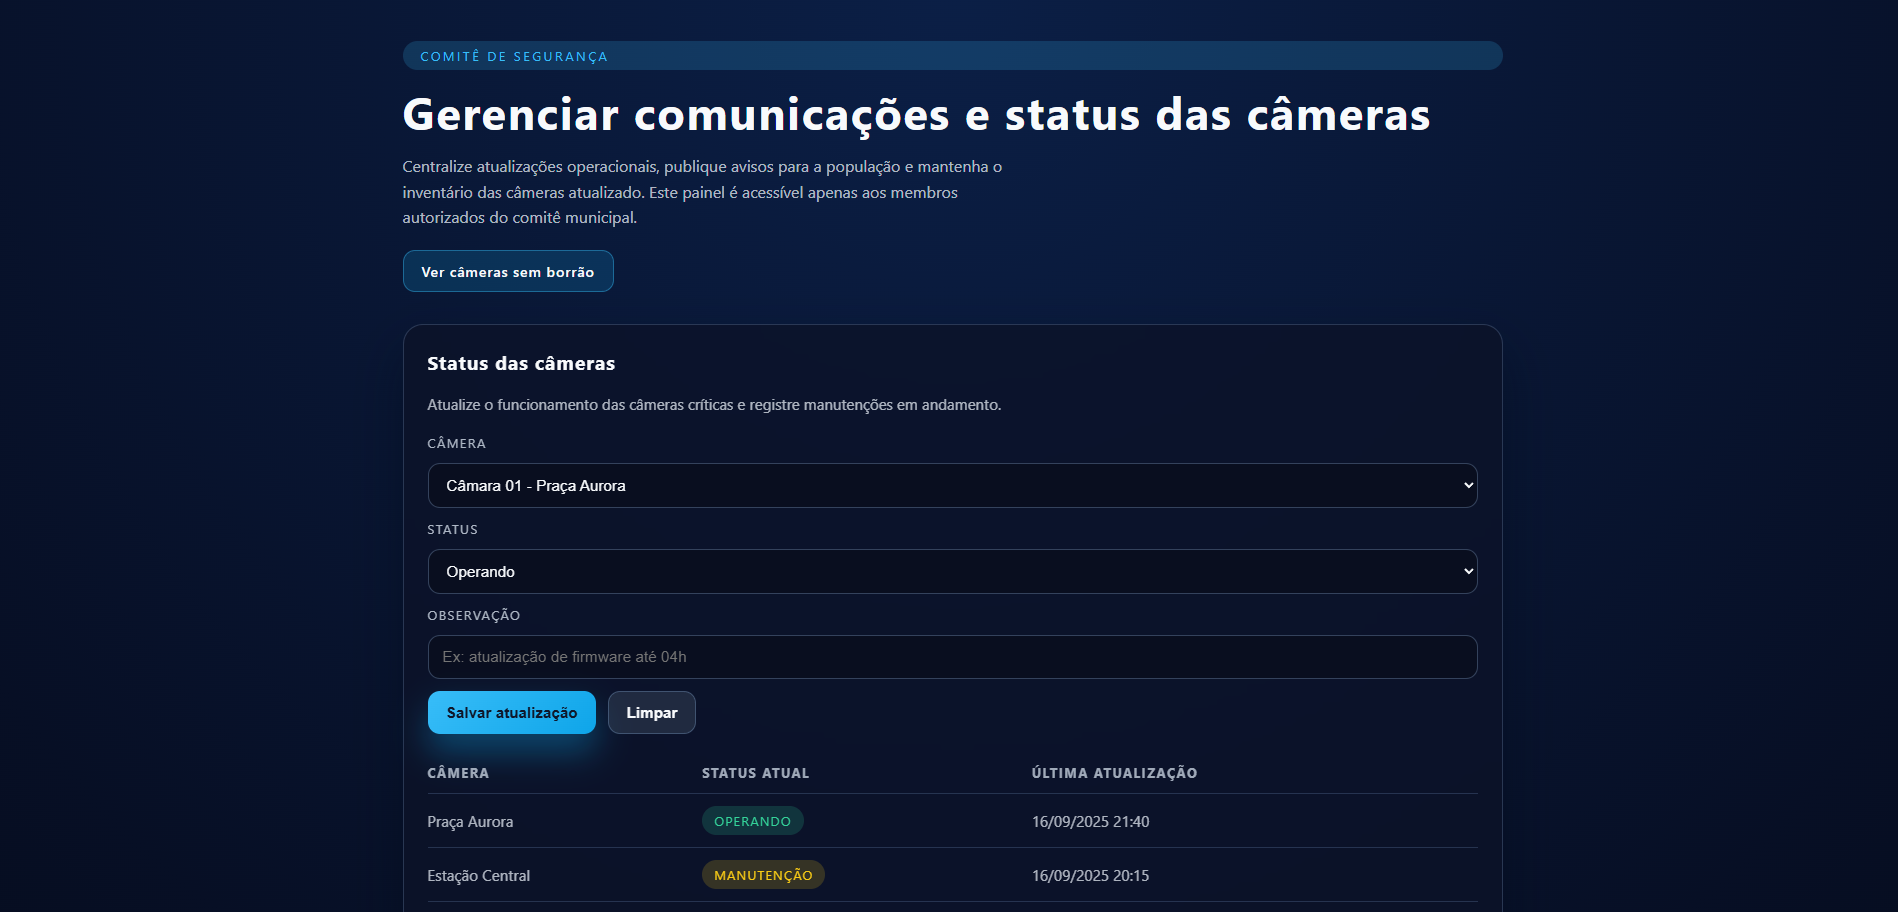 COMITÊ DE SEGURANÇA
Gerenciar comunicações e status das câmeras
Centralize atualizações operacionais, publique avisos para a população e mantenha o
inventário das câmeras atualizado. Este painel é acessível apenas aos membros
autorizados do comitê municipal.
Ver câmeras sem borrão
Status das câmeras
Atualize o funcionamento das câmeras críticas e registre manutenções em andamento.
CÂMERA
Câmara 01 - Praça Aurora
STATUS
Operando
OBSERVAÇÃO
Ex: atualização de firmware até 04h
Salvar atualização Limpar
CÂMERA STATUS ATUAL ÚLTIMA ATUALIZAÇÃO
Praça Aurora OPERANDO 16/09/2025 21:40
Estação Central MANUTENÇÃO 16/09/2025 20:15